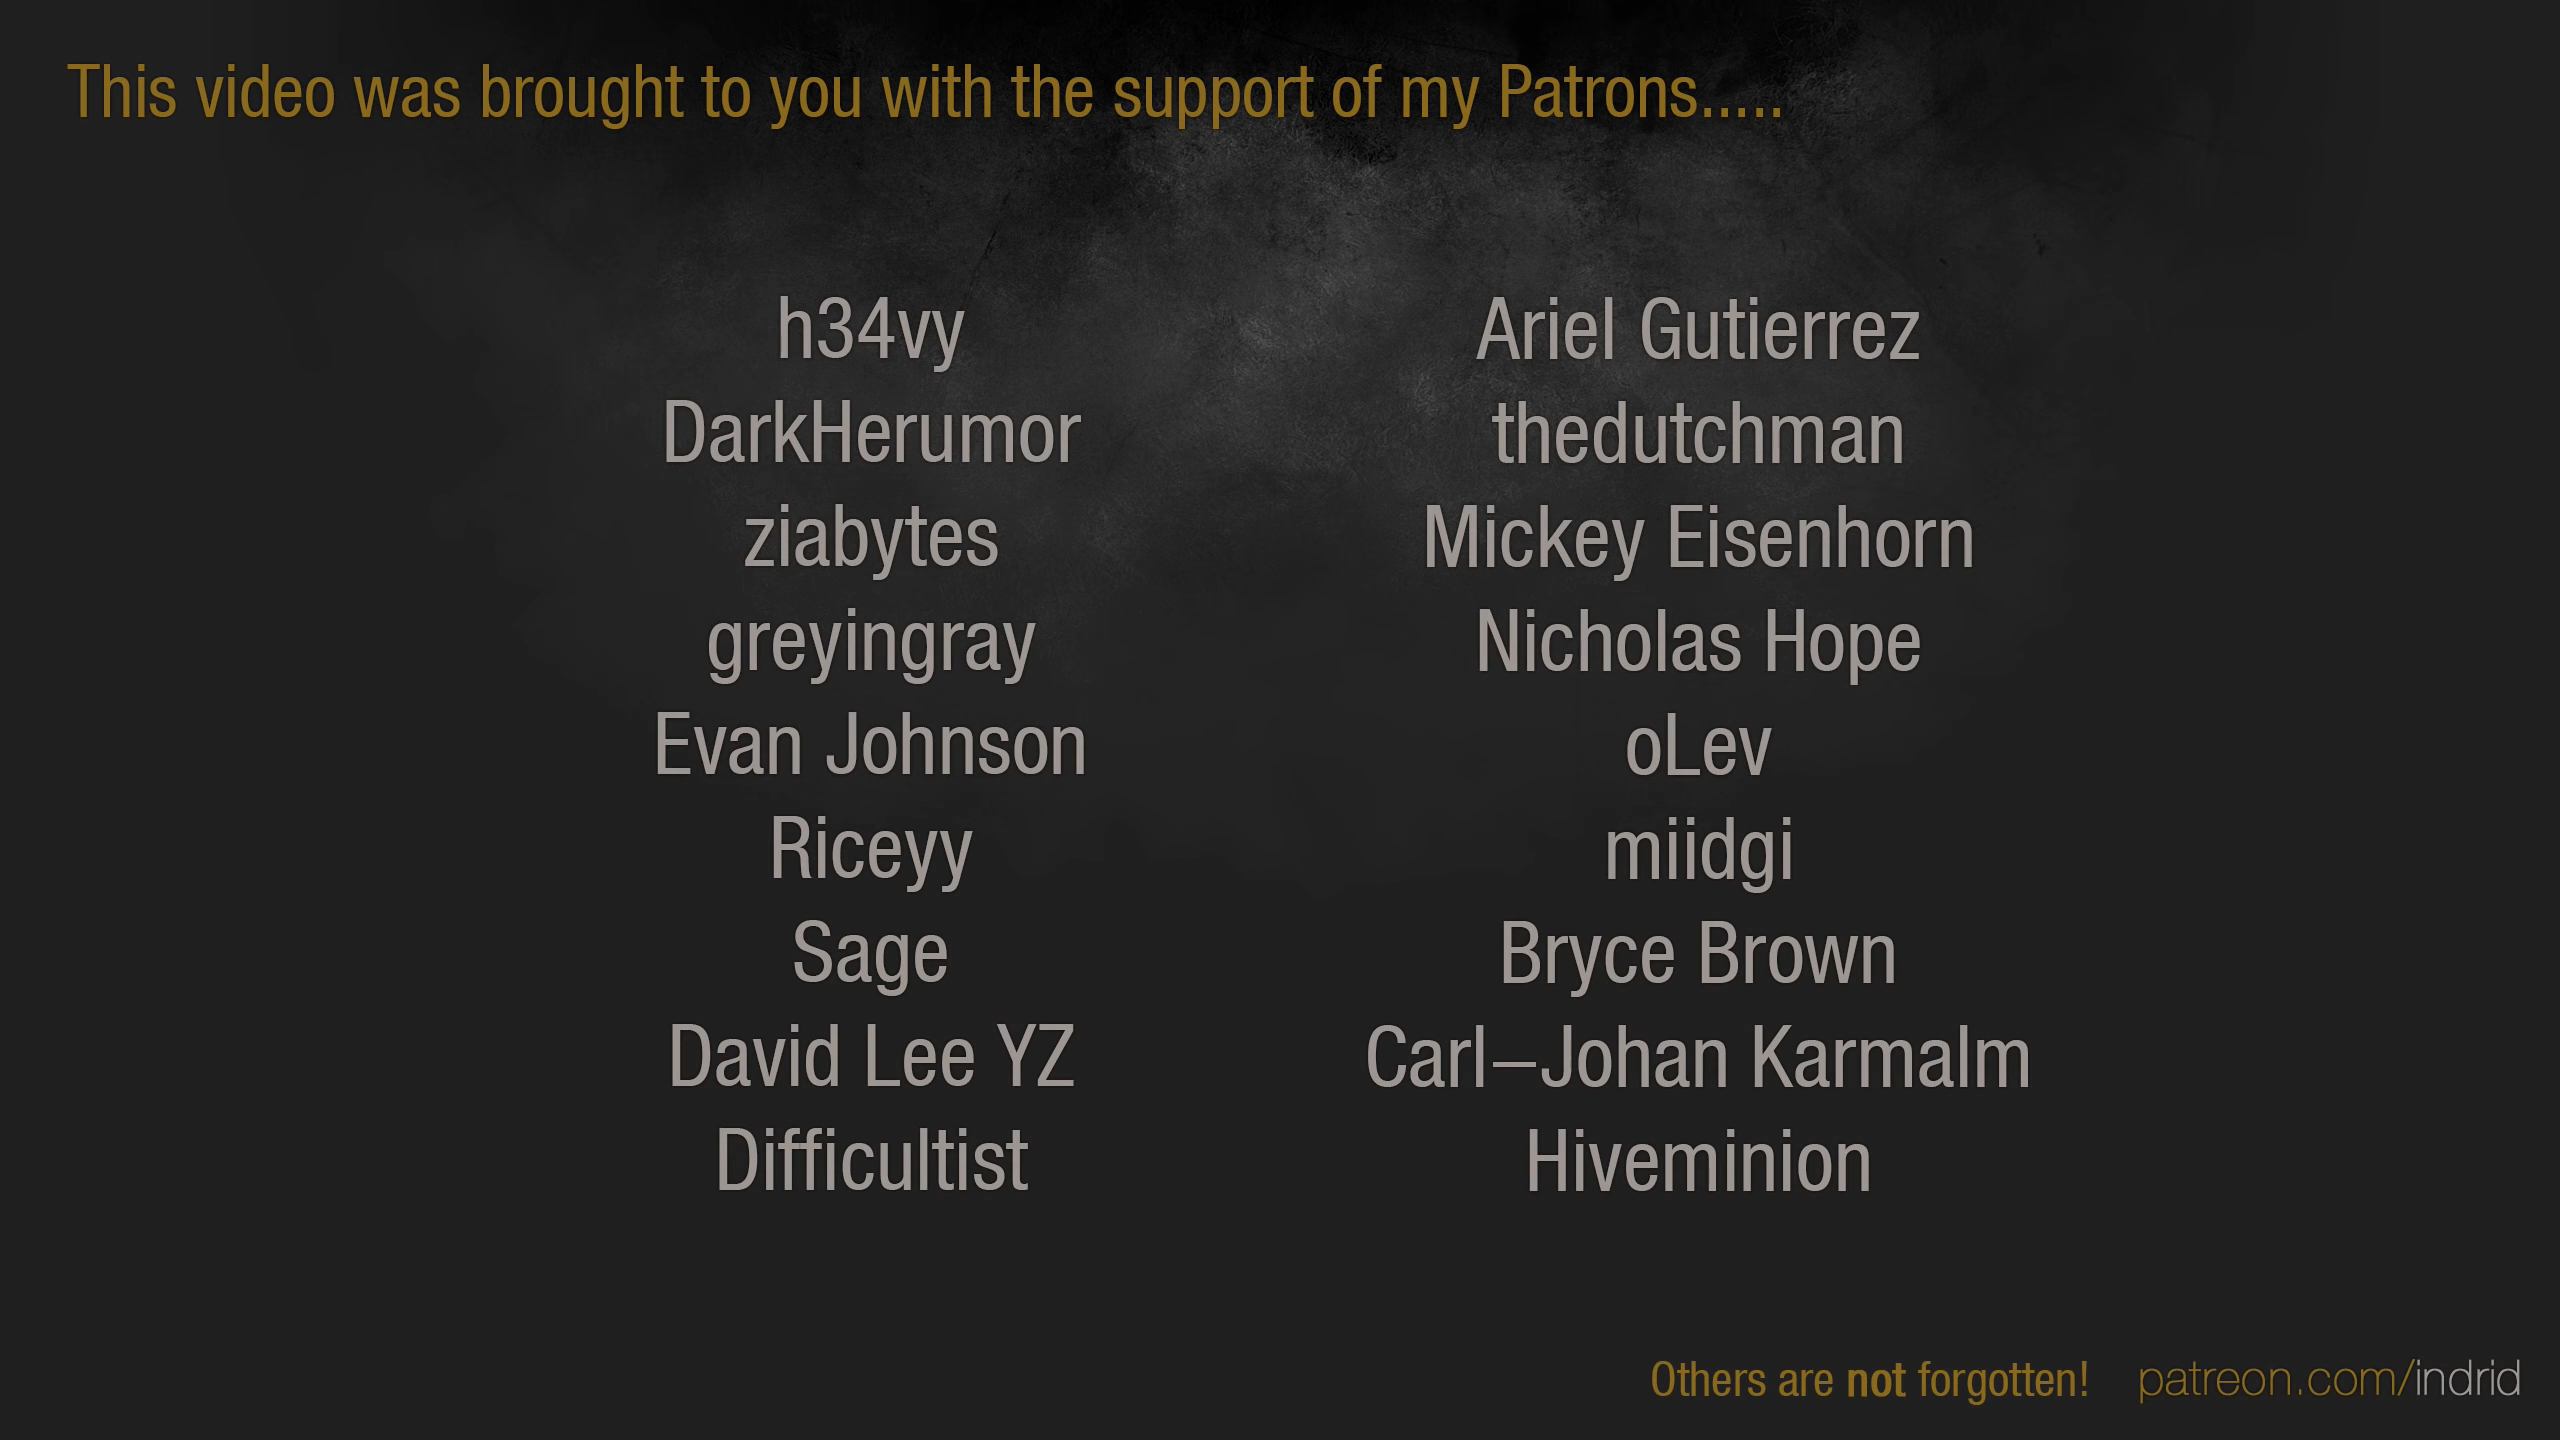 This video was brought to you with the support of my Patrons.....
h34vy
DarkHerumor
ziabytes
greyingray
Evan Johnson
Riceyy
Sage
David Lee YZ
Difficultist
Ariel Gutierrez
thedutchman
Mickey Eisenhorn
Nicholas Hope
oLev
miidgi
Bryce Brown
Carl–Johan Karmalm
Hiveminion
Others are not forgotten! patreon.com/indrid